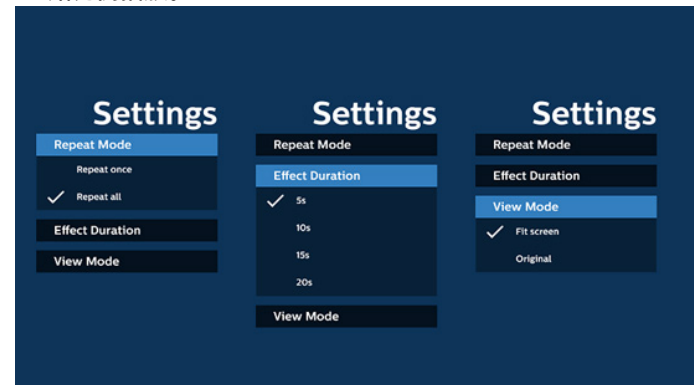 Settings
Repeat Mode
Repeat once
Repeat all
Effect Duration
View Mode
Settings
Repeat Mode
Effect Duration
5s
10s
15s
20s
View Mode
Settings
Repeat Mode
Effect Duration
View Mode
Fit screen
Original